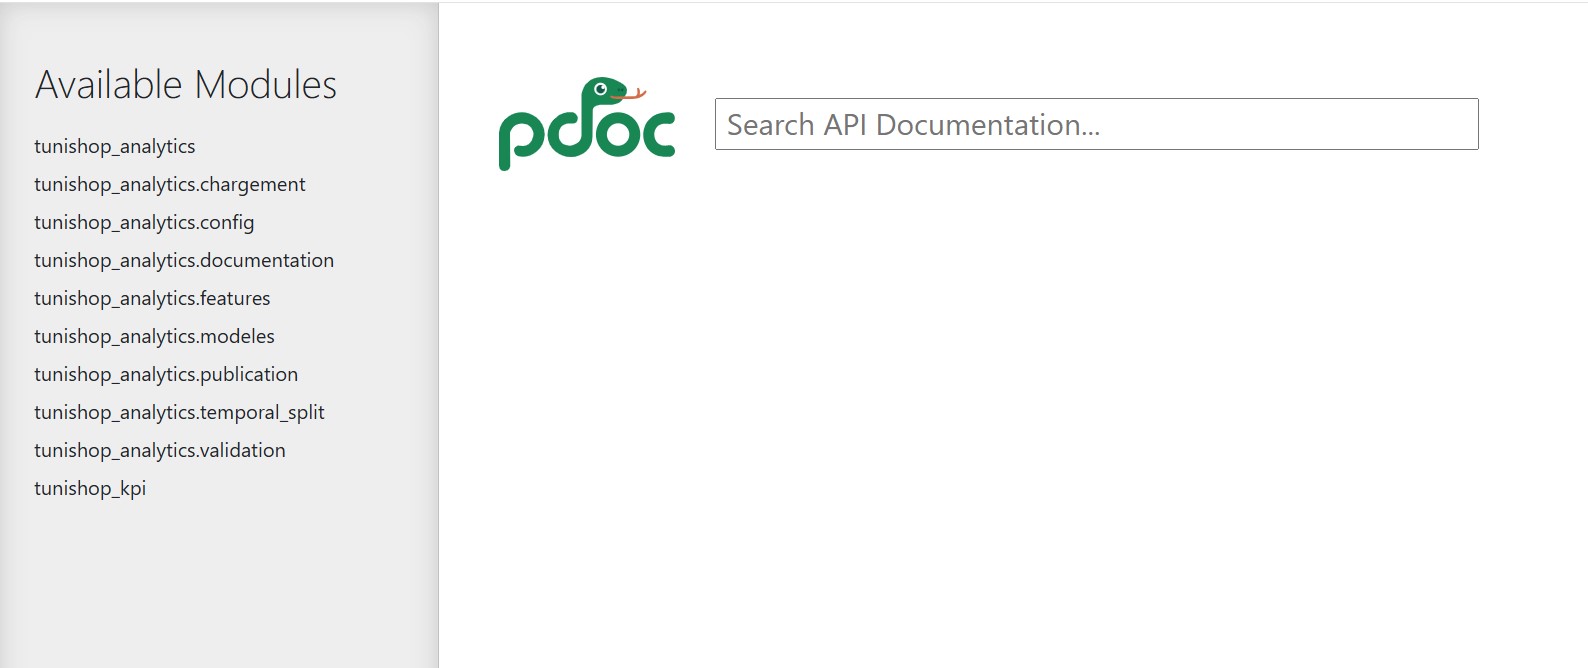 Available Modules
tunishop_analytics
tunishop_analytics.chargement
tunishop_analytics.config
tunishop_analytics.documentation
tunishop_analytics.features
tunishop_analytics.modeles
tunishop_analytics.publication
tunishop_analytics.temporal_split
tunishop_analytics.validation
tunishop_kpi
pdoc
Search API Documentation...